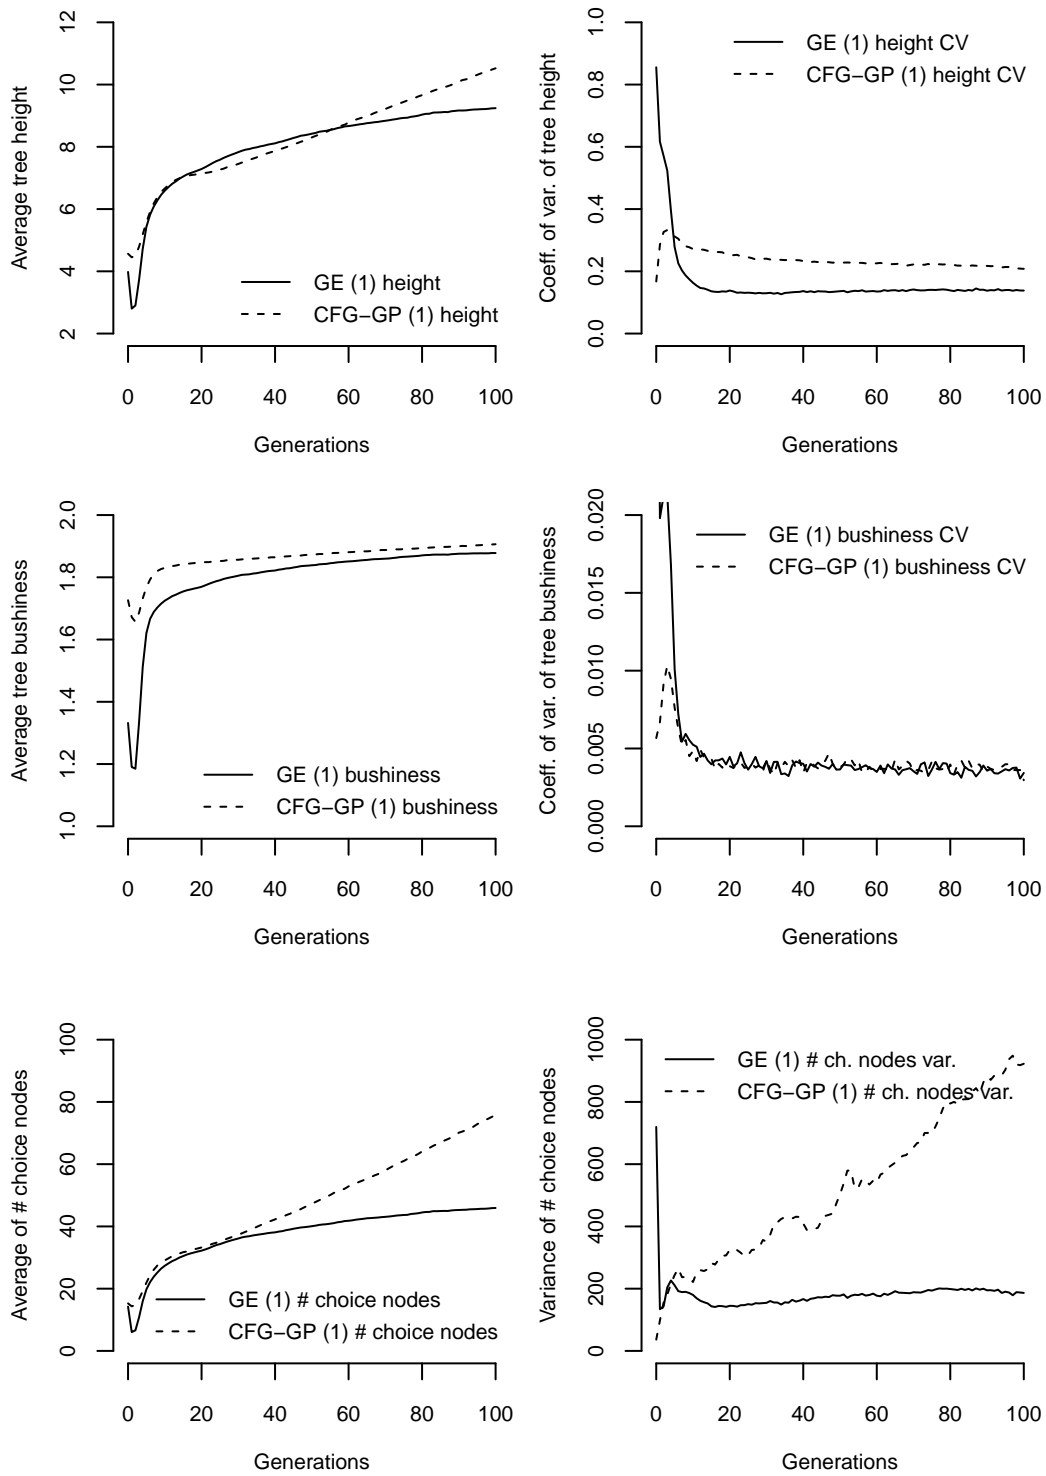 Average tree height
12
10
8
6
4
2
GE (1) height
CFG−GP (1) height
0 20 40 60 80 100
Generations
Coeff. of var. of tree height
1.0
0.8
0.6
0.4
0.2
0.0
GE (1) height CV
CFG−GP (1) height CV
0 20 40 60 80 100
Generations
Average tree bushiness
2.0
1.8
1.6
1.4
1.2
1.0
GE (1) bushiness
CFG−GP (1) bushiness
0 20 40 60 80 100
Generations
Coeff. of var. of tree bushiness
0.020
0.015
0.010
0.005
0.000
GE (1) bushiness CV
CFG−GP (1) bushiness CV
0 20 40 60 80 100
Generations
Average of # choice nodes
100
80
60
40
20
0
GE (1) # choice nodes
CFG−GP (1) # choice nodes
0 20 40 60 80 100
Generations
Variance of # choice nodes
1000
800
600
400
200
0
GE (1) # ch. nodes var.
CFG−GP (1) # ch. nodes var.
0 20 40 60 80 100
Generations